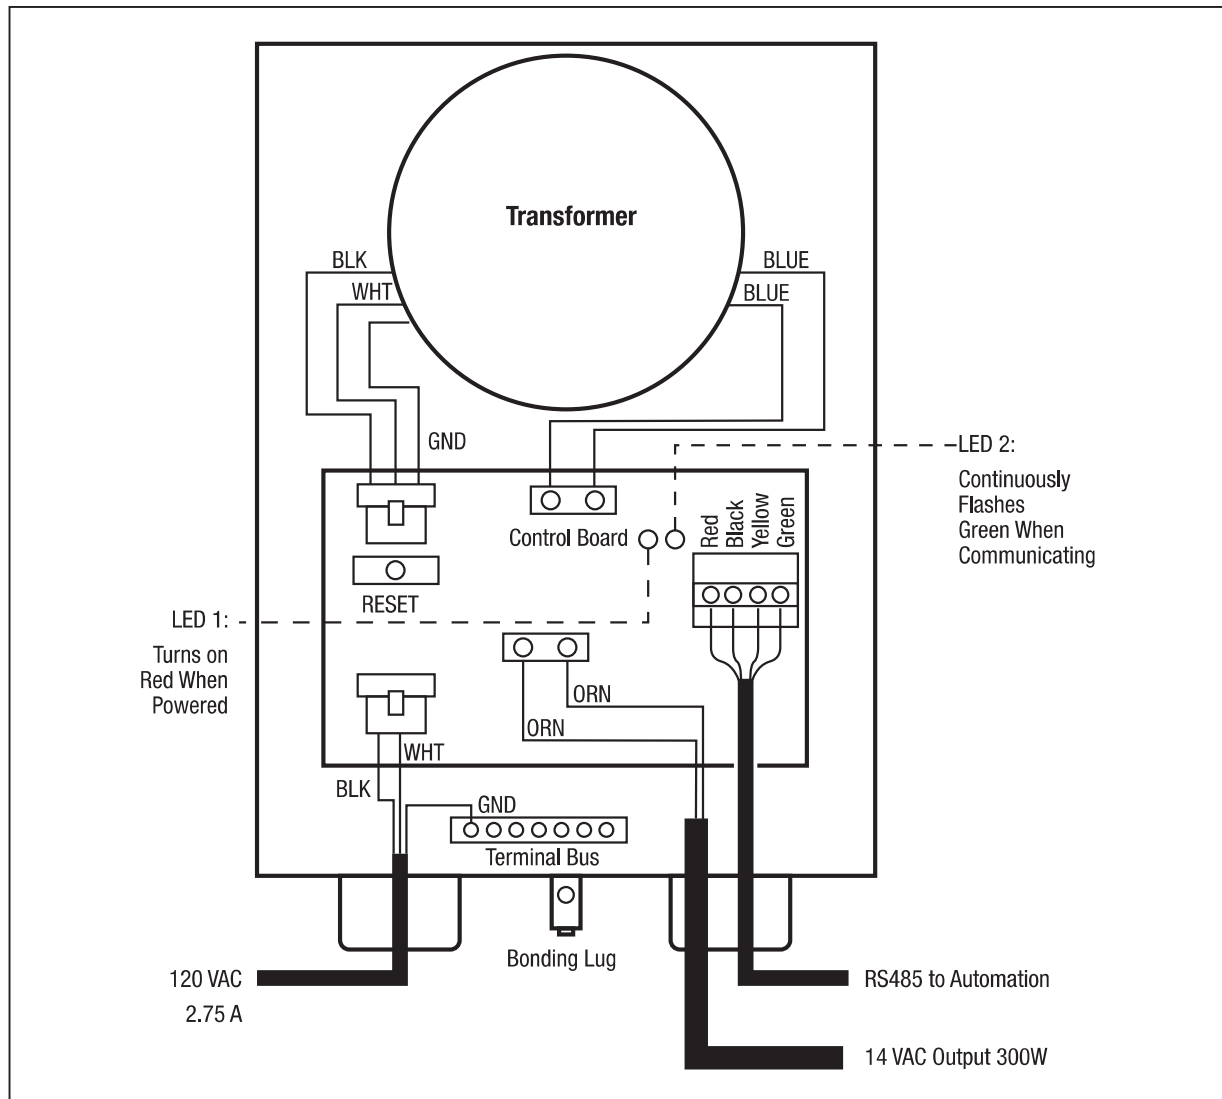 Transformer
BLK
WHT
BLUE
BLUE
GND
LED 2:
Continuously
Flashes
Green When
Communicating
Control Board
Red
Black
Yellow
Green
RESET
LED 1:
Turns on
Red When
Powered
ORN
ORN
WHT
BLK
GND
Terminal Bus
Bonding Lug
120 VAC
2.75 A
RS485 to Automation
14 VAC Output 300W